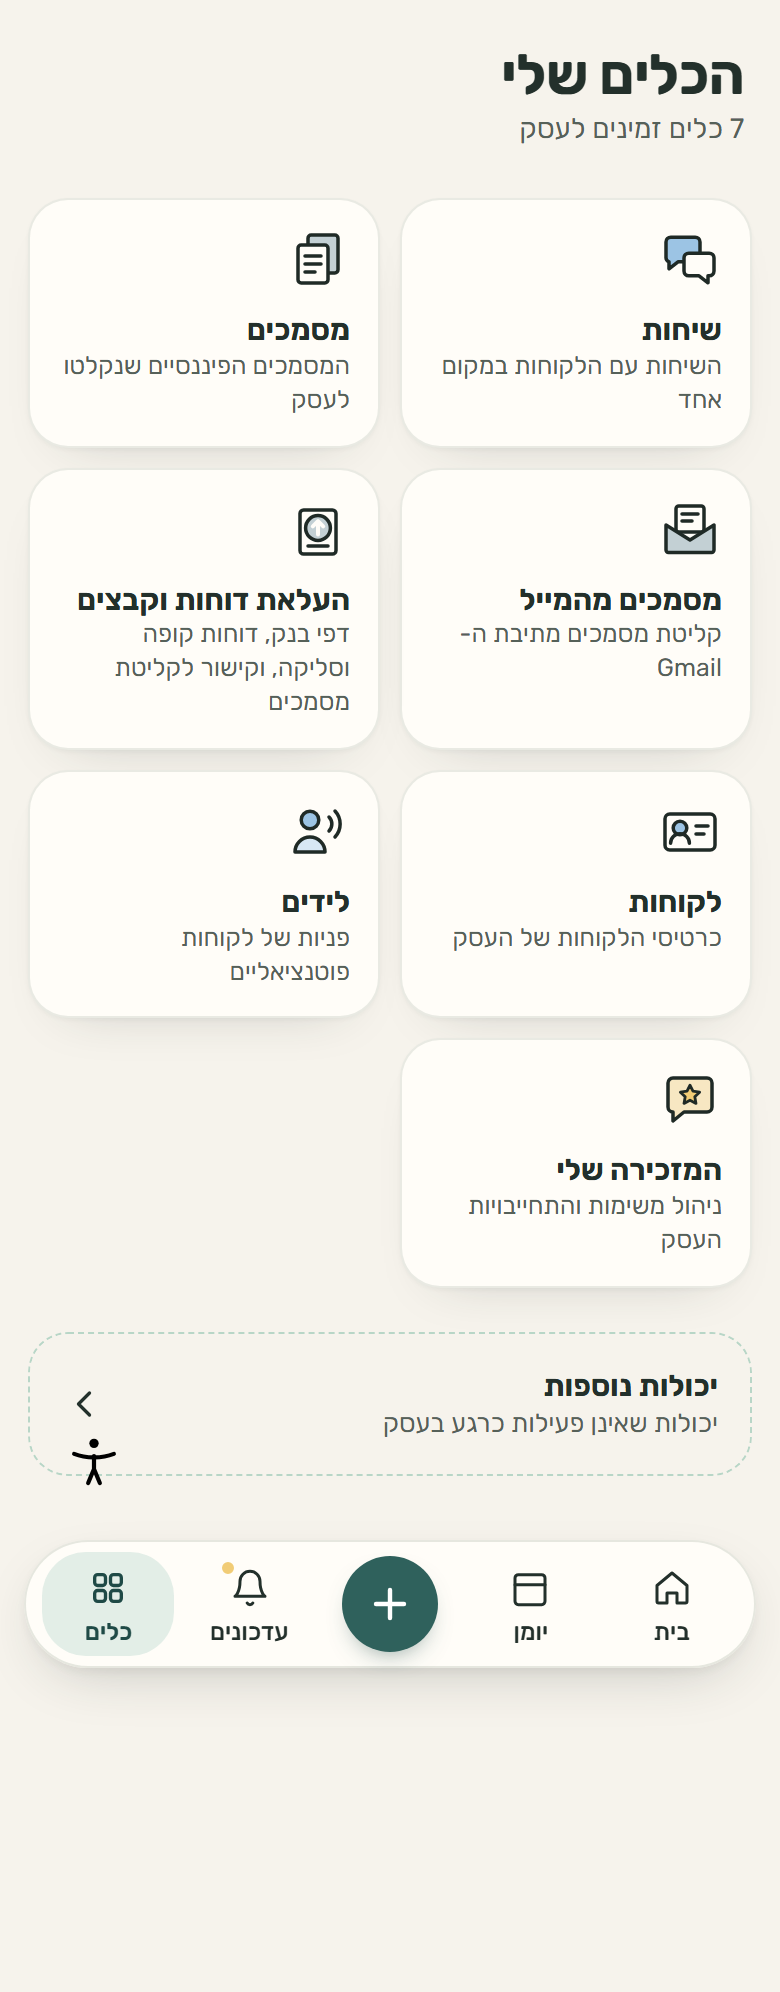 הכלים שלי
7 כלים זמינים לעסק
שיחות
השיחות עם הלקוחות במקום
אחד
מסמכים
המסמכים הפיננסיים שנקלטו
לעסק
מסמכים מהמייל
קליטת מסמכים מתיבת ה-
Gmail
העלאת דוחות וקבצים
דפי בנק, דוחות קופה
וסליקה, וקישור לקליטת
מסמכים
לקוחות
כרטיסי הלקוחות של העסק
לידים
פניות של לקוחות
פוטנציאליים
המזכירה שלי
ניהול משימות והתחייבויות
העסק
יכולות נוספות
יכולות שאינן פעילות כרגע בעסק
בית
יומן
עדכונים
כלים